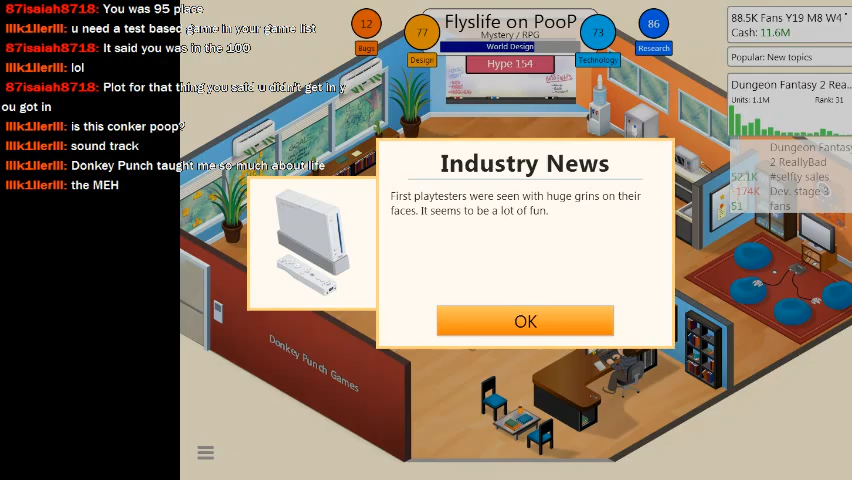 87isaiah8718: You was 95 place
lllk1llerlll: u need a test based game in your game list
87isaiah8718: It said you was in the 100
lllk1llerlll: lol
87isaiah8718: Plot for that thing you said u didn't get in y
ou got in
lllk1llerlll: is this conker poop?
lllk1llerlll: sound track
lllk1llerlll: Donkey Punch taught me so much about life
lllk1llerlll: the MEH
Flyslife on PooP
Mystery / RPG
World Design
Hype 154
12
Bags
77
Design
73
Technology
86
Research
88.5K Fans Y19 M8 W4
Cash: 11.6M
Popular: New topics
Dungeon Fantasy 2 Rea...
Units: 1.1M Rank: 31
Dungeon Fantasy
2 ReallyBad
52.1K #selfiy sales
-174K Dev. stage 3
51 fans
Industry News
First playtesters were seen with huge grins on their
faces. It seems to be a lot of fun.
OK
Donkey Punch Games